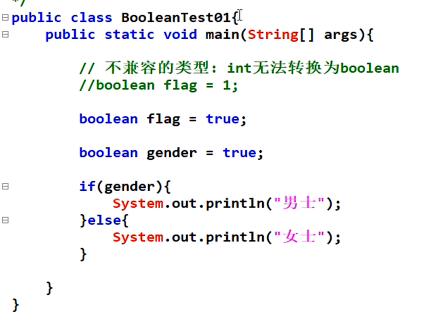 */
public class BooleanTest01{
public static void main(String[] args){
// 不兼容的类型：int无法转换为boolean
//boolean flag = 1;
boolean flag = true;
boolean gender = true;
if(gender){
System.out.println("男士");
}else{
System.out.println("女士");
}
}
}